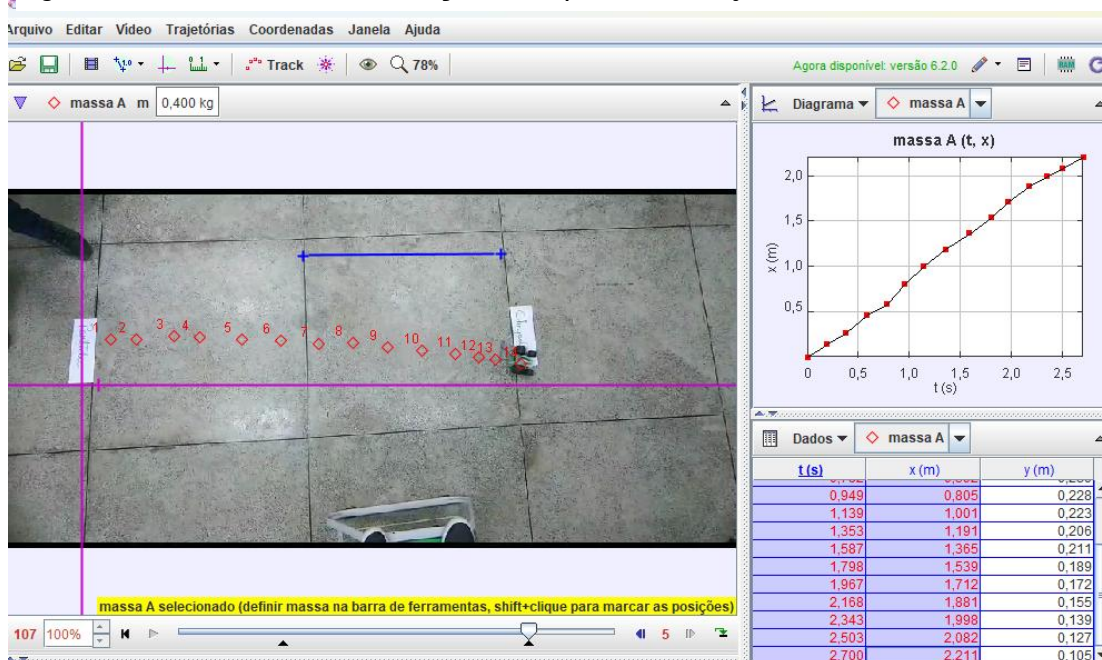 Arquivo Editar Vídeo Trajetórias Coordenadas Janela Ajuda
Track 78% Agora disponível: versão 6.2.0
massa A m 0,400 kg
Diagrama massa A
massa A (t, x)
2,0
1,5
1,0
0,5
x (m)
0 0,5 1,0 1,5 2,0 2,5
t (s)
1 2 3 4 5 6 7 8 9 10 11 12 13
Dados massa A
t (s) x (m) y (m)
0,949 0,805 0,228
1,139 1,001 0,223
1,353 1,191 0,206
1,587 1,365 0,211
1,798 1,539 0,189
1,967 1,712 0,172
2,168 1,881 0,155
2,343 1,998 0,139
2,503 2,082 0,127
2,700 2,211 0,105
massa A selecionado (definir massa na barra de ferramentas, shift+clique para marcar as posições)
107 100% 5